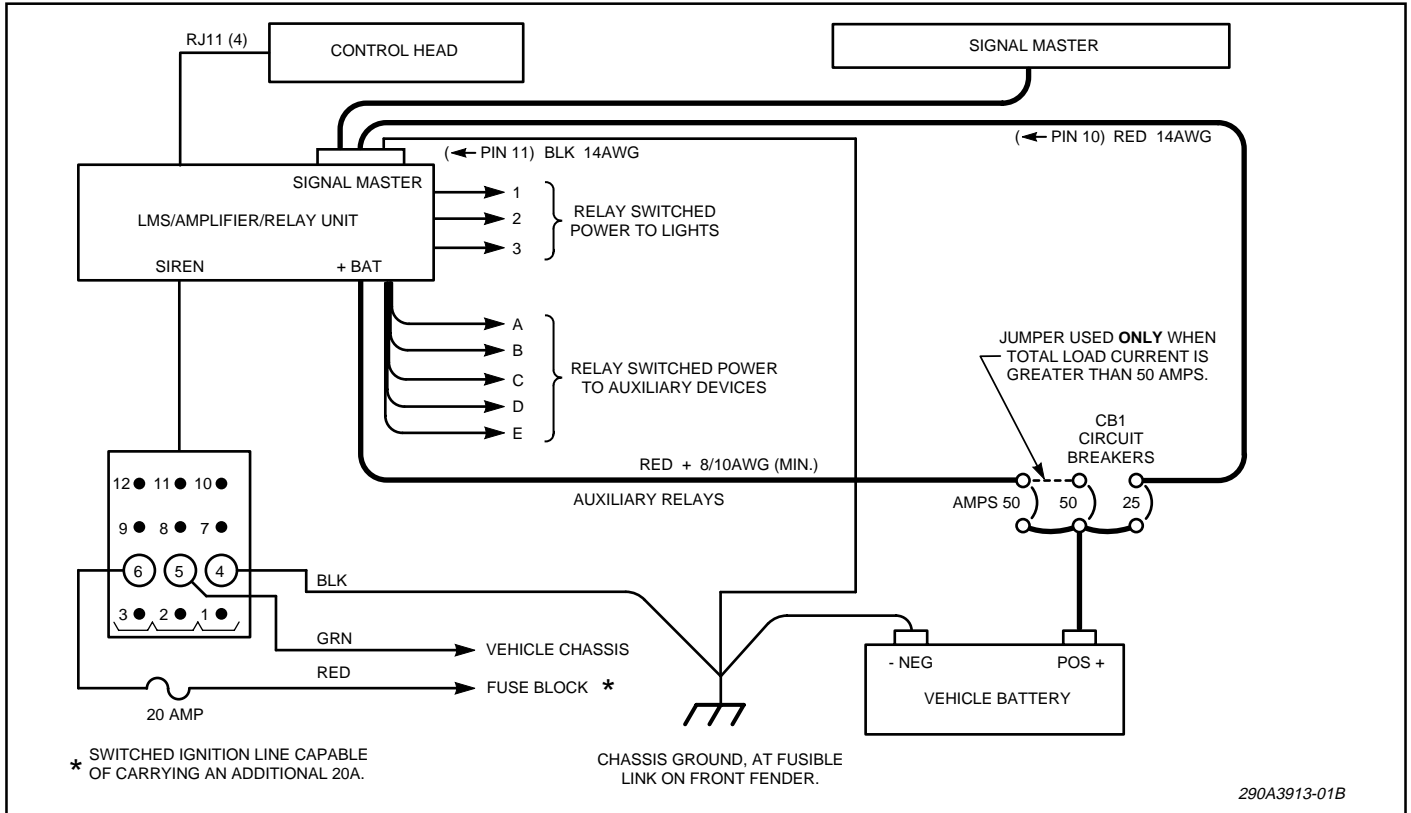 RJ11 (4)
CONTROL HEAD
SIGNAL MASTER
(← PIN 10) RED 14AWG
(← PIN 11) BLK 14AWG
SIGNAL MASTER
LMS/AMPLIFIER/RELAY UNIT
SIREN
+ BAT
1
2
3
RELAY SWITCHED
POWER TO LIGHTS
A
B
C
D
E
RELAY SWITCHED POWER
TO AUXILIARY DEVICES
JUMPER USED ONLY WHEN
TOTAL LOAD CURRENT IS
GREATER THAN 50 AMPS.
CB1
CIRCUIT
BREAKERS
RED + 8/10AWG (MIN.)
AUXILIARY RELAYS
AMPS 50
50
25
12 11 10
9 8 7
6 5 4
3 2 1
BLK
GRN
VEHICLE CHASSIS
RED
FUSE BLOCK *
20 AMP
- NEG
POS +
VEHICLE BATTERY
* SWITCHED IGNITION LINE CAPABLE
OF CARRYING AN ADDITIONAL 20A.
CHASSIS GROUND, AT FUSIBLE
LINK ON FRONT FENDER.
290A3913-01B